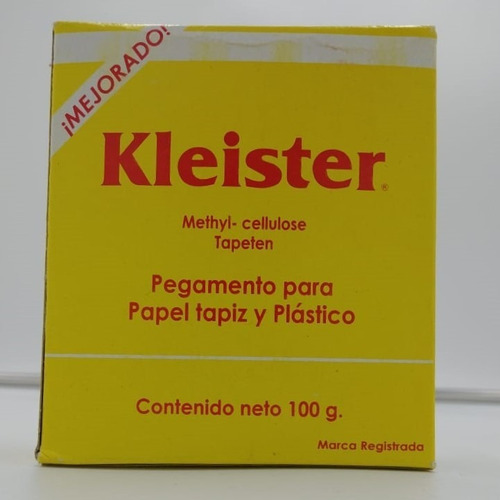 ¡MEJORADO!
Kleister®
Methyl- cellulose
Tapeten
Pegamento para
Papel tapiz y Plástico
Contenido neto 100 g.
Marca Registrada